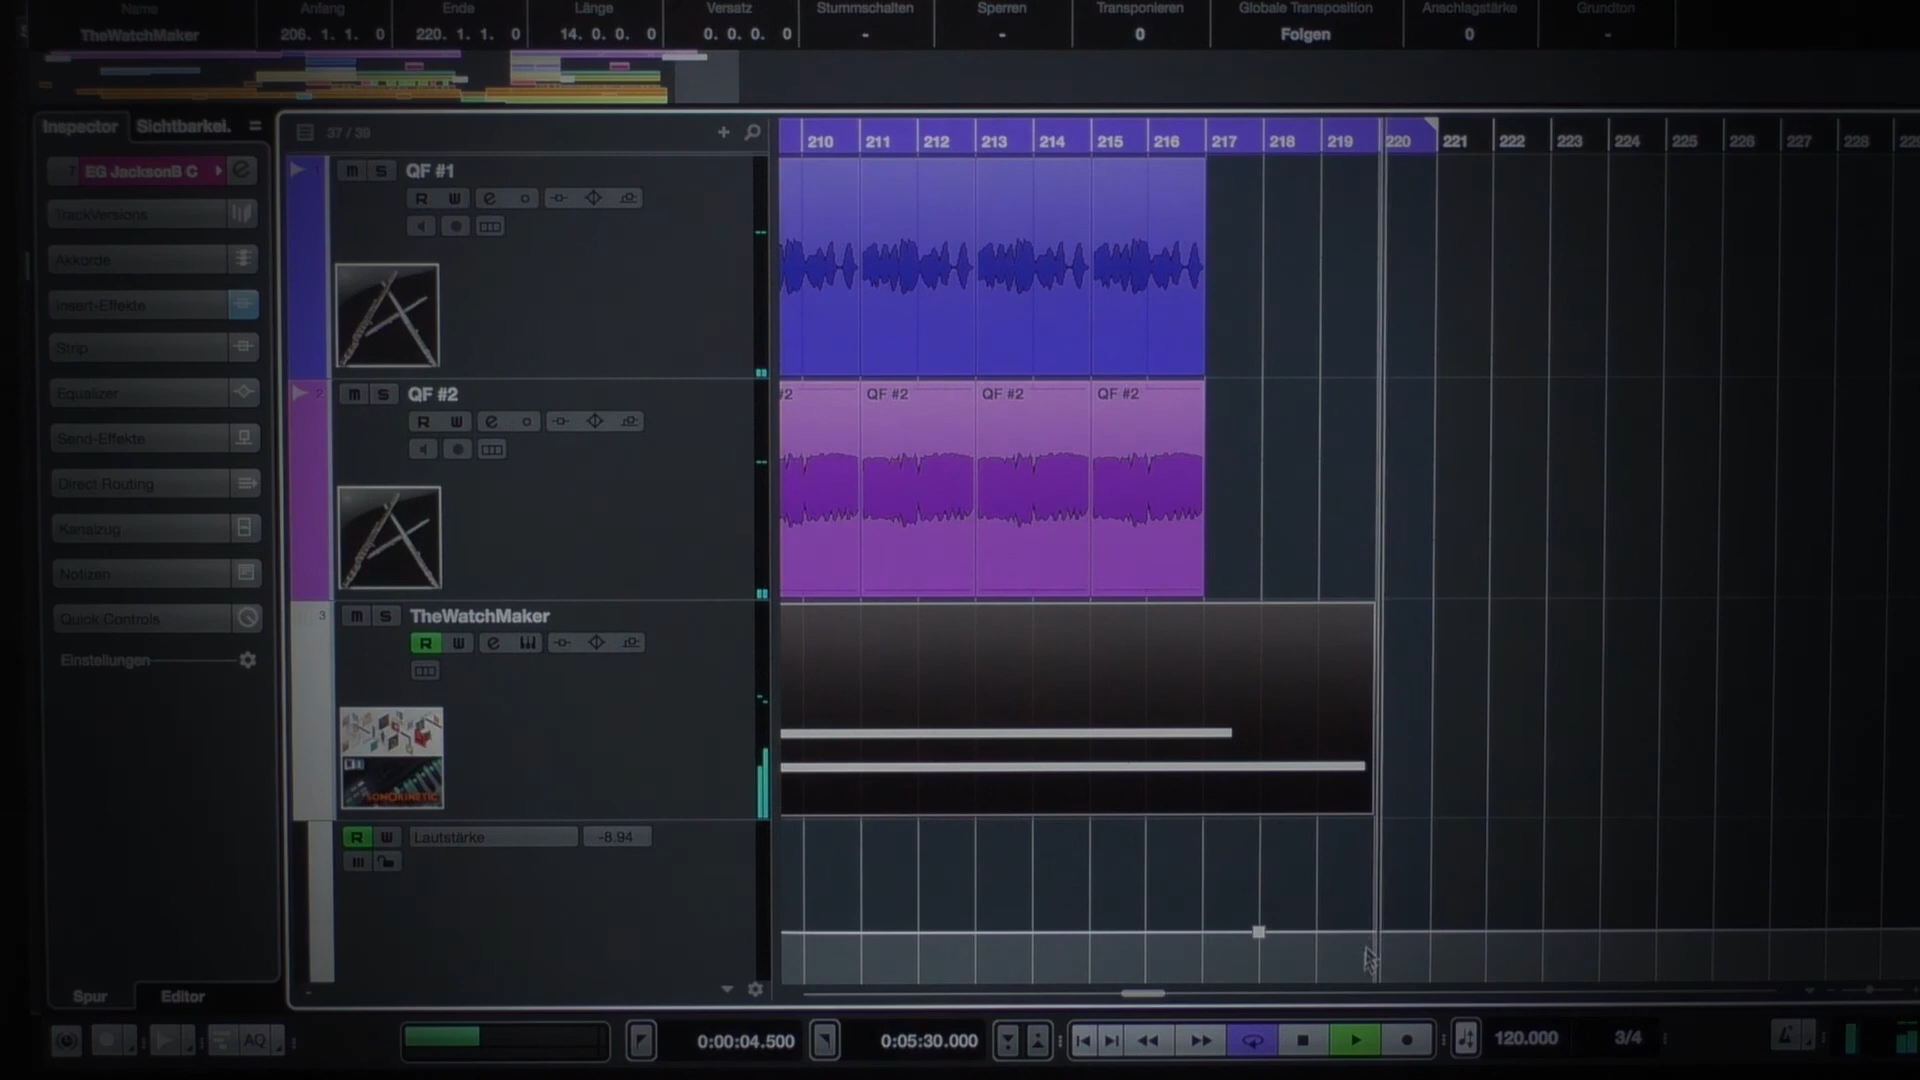 Name Anfang Ende Länge Versatz Stummschalten Sperren Transponieren Globale Transposition Anschlagstärke Grundton
TheWatchMaker 206. 1. 1. 0 220. 1. 1. 0 14. 0. 0. 0 0. 0. 0. 0 - - 0 Folgen 0 -
Inspector Sichtbarkei.
37 / 39
210 211 212 213 214 215 216 217 218 219 220 221 222 223 224 225 226 227 228 229
EG JacksonB C
1 m S QF #1
R W e
TrackVersions
Akkorde
Insert-Effekte
Strip
Equalizer
2 m S QF #2
#2 QF #2 QF #2 QF #2
R W e
Send-Effekte
Direct Routing
Kanalzug
Notizen
Quick Controls
3 m S TheWatchMaker
R W e
Einstellungen
SONOKINETIC
R W Lautstärke -8.94
Spur Editor
AQ 0:00:04.500 0:05:30.000 120.000 3/4